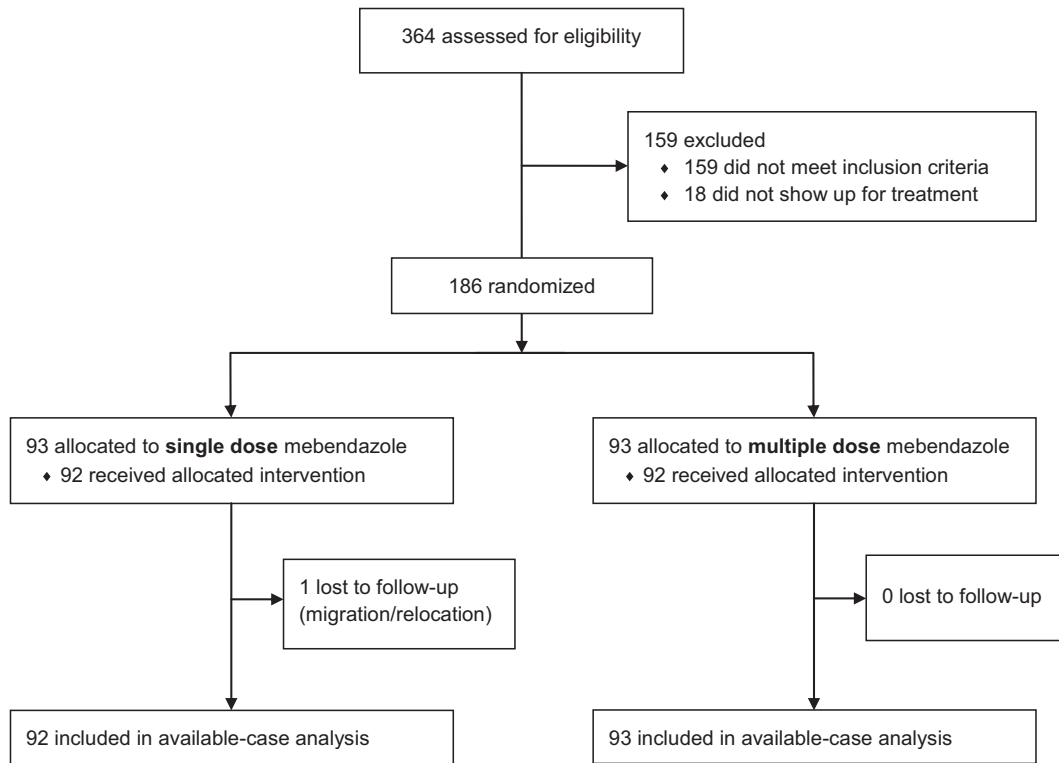 364 assessed for eligibility
159 excluded
♦ 159 did not meet inclusion criteria
♦ 18 did not show up for treatment
186 randomized
93 allocated to single dose mebendazole
♦ 92 received allocated intervention
93 allocated to multiple dose mebendazole
♦ 92 received allocated intervention
1 lost to follow-up
(migration/relocation)
0 lost to follow-up
92 included in available-case analysis
93 included in available-case analysis